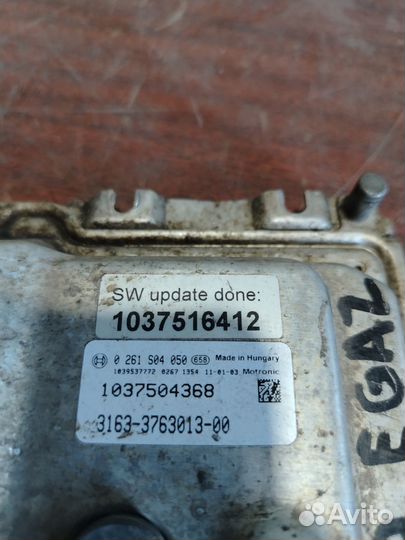 SW update done:
1037516412
0 261 S04 050 658 Made in Hungary
1039S37772 0267 1354 11-01-03 Motronic
1037504368
3163-3763013-00
EGAZ
Avito